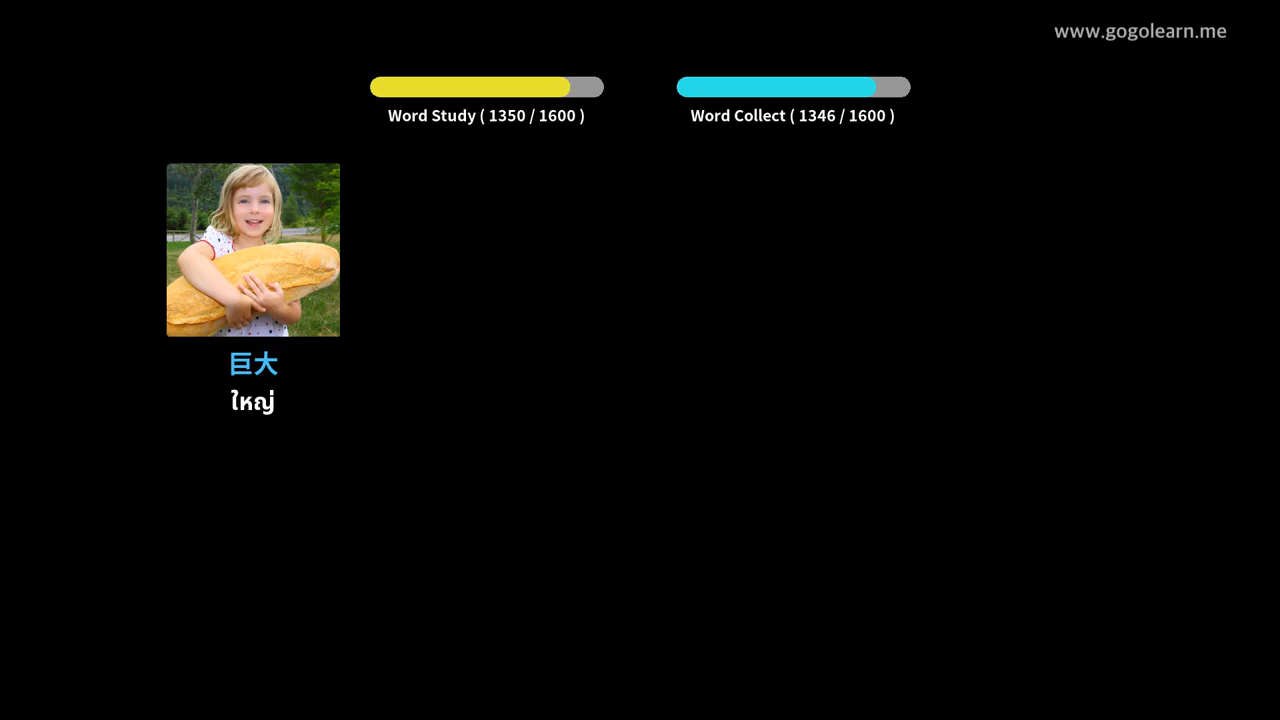 www.gogolearn.me
Word Study ( 1350 / 1600 )
Word Collect ( 1346 / 1600 )
巨大
ใหญ่